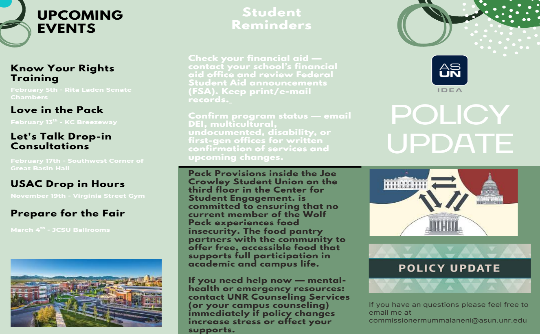 UPCOMING
EVENTS
Know Your Rights
Training
February 5th - Rita Laden Senate
Chambers
Love in the Pack
February 12th - KC Breezeway
Let's Talk Drop-in
Consultations
February 17th - Southwest Corner of
Great Basin Hall
USAC Drop in Hours
November 19th - Virginia Street Gym
Prepare for the Fair
March 4th - JCSU Ballrooms
Student
Reminders
Check your financial aid —
contact your school's financial
aid office and review Federal
Student Aid announcements
(FSA). Keep print/e-mail
records.
Confirm program status — email
DEI, multicultural,
undocumented, disability, or
first-gen offices for written
confirmation of services and
upcoming changes.
Pack Provisions inside the Joe
Crowley Student Union on the
third floor in the Center for
Student Engagement, is
committed to ensuring that no
current member of the Wolf
Pack experiences food
insecurity. The food pantry
partners with the community to
offer free, accessible food that
supports full participation in
academic and campus life.
If you need help now — mental-
health or emergency resources:
contact UNR Counseling Services
(or your campus counseling)
immediately if policy changes
increase stress or affect your
supports.
AS
UN
IDEA
POLICY
UPDATE
POLICY UPDATE
If you have an questions please feel free to
email me at
commissionermummalaneni@asun.unr.edu